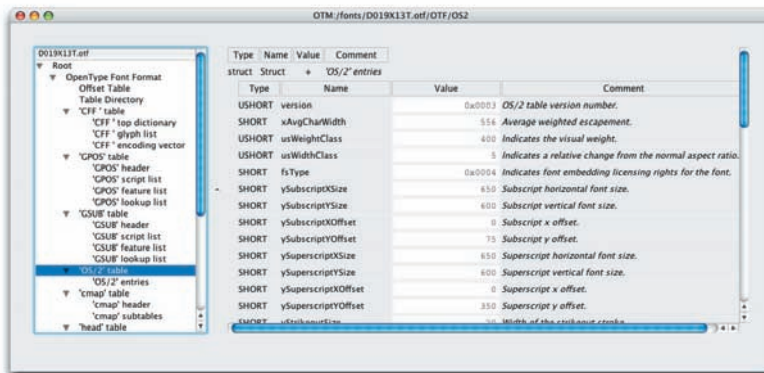 OTM:/fonts/D019X13T.otf/OTF/OS2
D019X13T.otf
Root
OpenType Font Format
Offset Table
Table Directory
'CFF ' table
'CFF ' top dictionary
'CFF ' glyph list
'CFF ' encoding vector
'GPOS' table
'GPOS' header
'GPOS' script list
'GPOS' feature list
'GPOS' lookup list
'GSUB' table
'GSUB' header
'GSUB' script list
'GSUB' feature list
'GSUB' lookup list
'OS/2' table
'OS/2' entries
'cmap' table
'cmap' header
'cmap' subtables
'head' table
Type Name Value Comment
struct Struct + 'OS/2' entries
Type Name Value Comment
USHORT version 0x0003 OS/2 table version number.
SHORT xAvgCharWidth 556 Average weighted escapement.
USHORT usWeightClass 400 Indicates the visual weight.
USHORT usWidthClass 5 Indicates a relative change from the normal aspect ratio.
SHORT fsType 0x0004 Indicates font embedding licensing rights for the font.
SHORT ySubscriptXSize 650 Subscript horizontal font size.
SHORT ySubscriptYSize 600 Subscript vertical font size.
SHORT ySubscriptXOffset 0 Subscript x offset.
SHORT ySubscriptYOffset 75 Subscript y offset.
SHORT ySuperscriptXSize 650 Superscript horizontal font size.
SHORT ySuperscriptYSize 600 Superscript vertical font size.
SHORT ySuperscriptXOffset 0 Superscript x offset.
SHORT ySuperscriptYOffset 350 Superscript y offset.
SHORT yStrikeoutSize Width of the strikeout stroke.